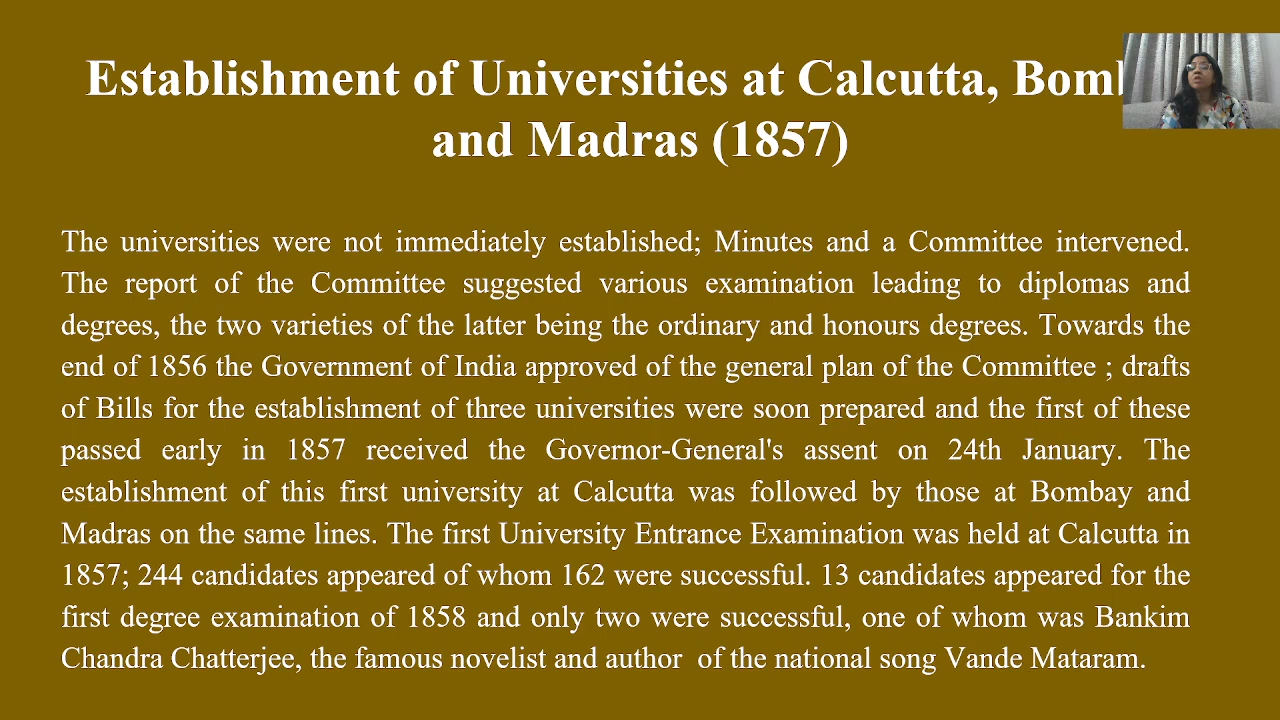 Establishment of Universities at Calcutta,
and Madras (1857)
The universities were not immediately established; Minutes and a Committee intervened.
The report of the Committee suggested various examination leading to diplomas and
degrees, the two varieties of the latter being the ordinary and honours degrees. Towards the
end of 1856 the Government of India approved of the general plan of the Committee ; drafts
of Bills for the establishment of three universities were soon prepared and the first of these
passed early in 1857 received the Governor-General's assent on 24th January. The
establishment of this first university at Calcutta was followed by those at Bombay and
Madras on the same lines. The first University Entrance Examination was held at Calcutta in
1857; 244 candidates appeared of whom 162 were successful. 13 candidates appeared for the
first degree examination of 1858 and only two were successful, one of whom was Bankim
Chandra Chatterjee, the famous novelist and author of the national song Vande Mataram.